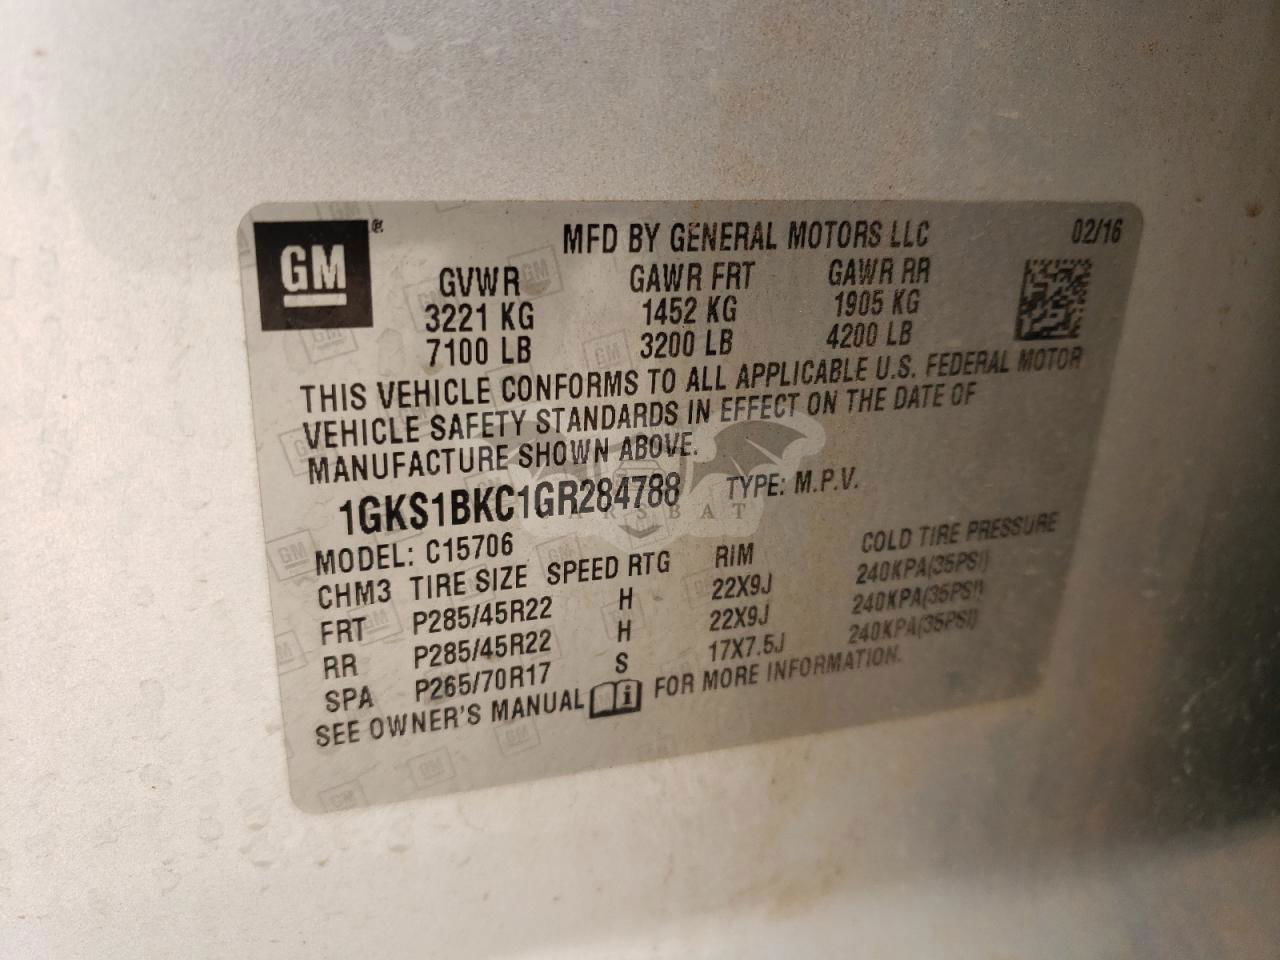 GM
MFD BY GENERAL MOTORS LLC 02/16
GVWR GAWR FRT GAWR RR
3221 KG 1452 KG 1905 KG
7100 LB 3200 LB 4200 LB
THIS VEHICLE CONFORMS TO ALL APPLICABLE U.S. FEDERAL MOTOR
VEHICLE SAFETY STANDARDS IN EFFECT ON THE DATE OF
MANUFACTURE SHOWN ABOVE.
1GKS1BKC1GR284788 TYPE: M.P.V.
CARSBAT
MODEL: C15706
CHM3 TIRE SIZE SPEED RTG RIM COLD TIRE PRESSURE
FRT P285/45R22 H 22X9J 240KPA(35PSI)
RR P285/45R22 H 22X9J 240KPA(35PSI)
SPA P265/70R17 S 17X7.5J 240KPA(35PSI)
SEE OWNER'S MANUAL FOR MORE INFORMATION.